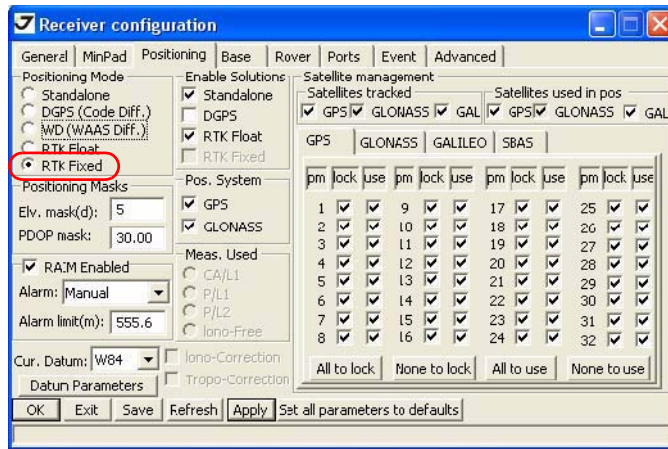 Receiver configuration
General MinPad Positioning Base Rover Ports Event Advanced
Positioning Mode
Standalone
DGPS (Code Diff.)
WD (WAAS Diff.)
RTK Float
RTK Fixed
Positioning Masks
Elv. mask(d): 5
PDOP mask: 30.00
RAIM Enabled
Alarm: Manual
Alarm limit(m): 555.6
Cur. Datum: W84
Datum Parameters
Enable Solutions
Standalone
DGPS
RTK Float
RTK Fixed
Pos. System
GPS
GLONASS
Meas. Used
CA/L1
P/L1
P/L2
Iono-Free
Iono-Correction
Tropo-Correction
Satellite management
Satellites tracked
GPS GLONASS GAL
Satellites used in pos
GPS GLONASS GAL
GPS GLONASS GALILEO SBAS
prn lock use prn lock use prn lock use prn lock use
1 9 17 25
2 10 18 26
3 11 19 27
4 12 20 28
5 13 21 29
6 14 22 30
7 15 23 31
8 16 24 32
All to lock None to lock All to use None to use
OK Exit Save Refresh Apply Set all parameters to defaults